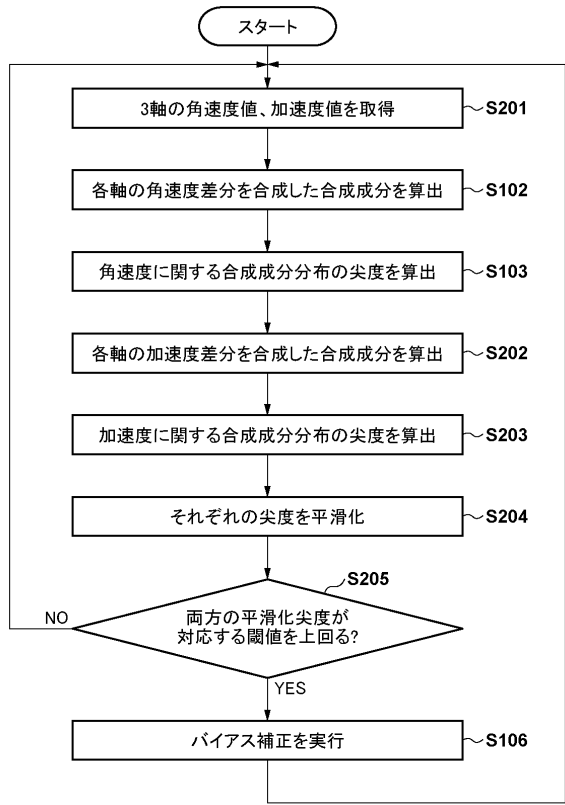 スタート
3軸の角速度値、加速度値を取得 S201
各軸の角速度差分を合成した合成成分を算出 S102
角速度に関する合成成分分布の尖度を算出 S103
各軸の加速度差分を合成した合成成分を算出 S202
加速度に関する合成成分分布の尖度を算出 S203
それぞれの尖度を平滑化 S204
S205
NO
両方の平滑化尖度が
対応する閾値を上回る?
YES
バイアス補正を実行 S106